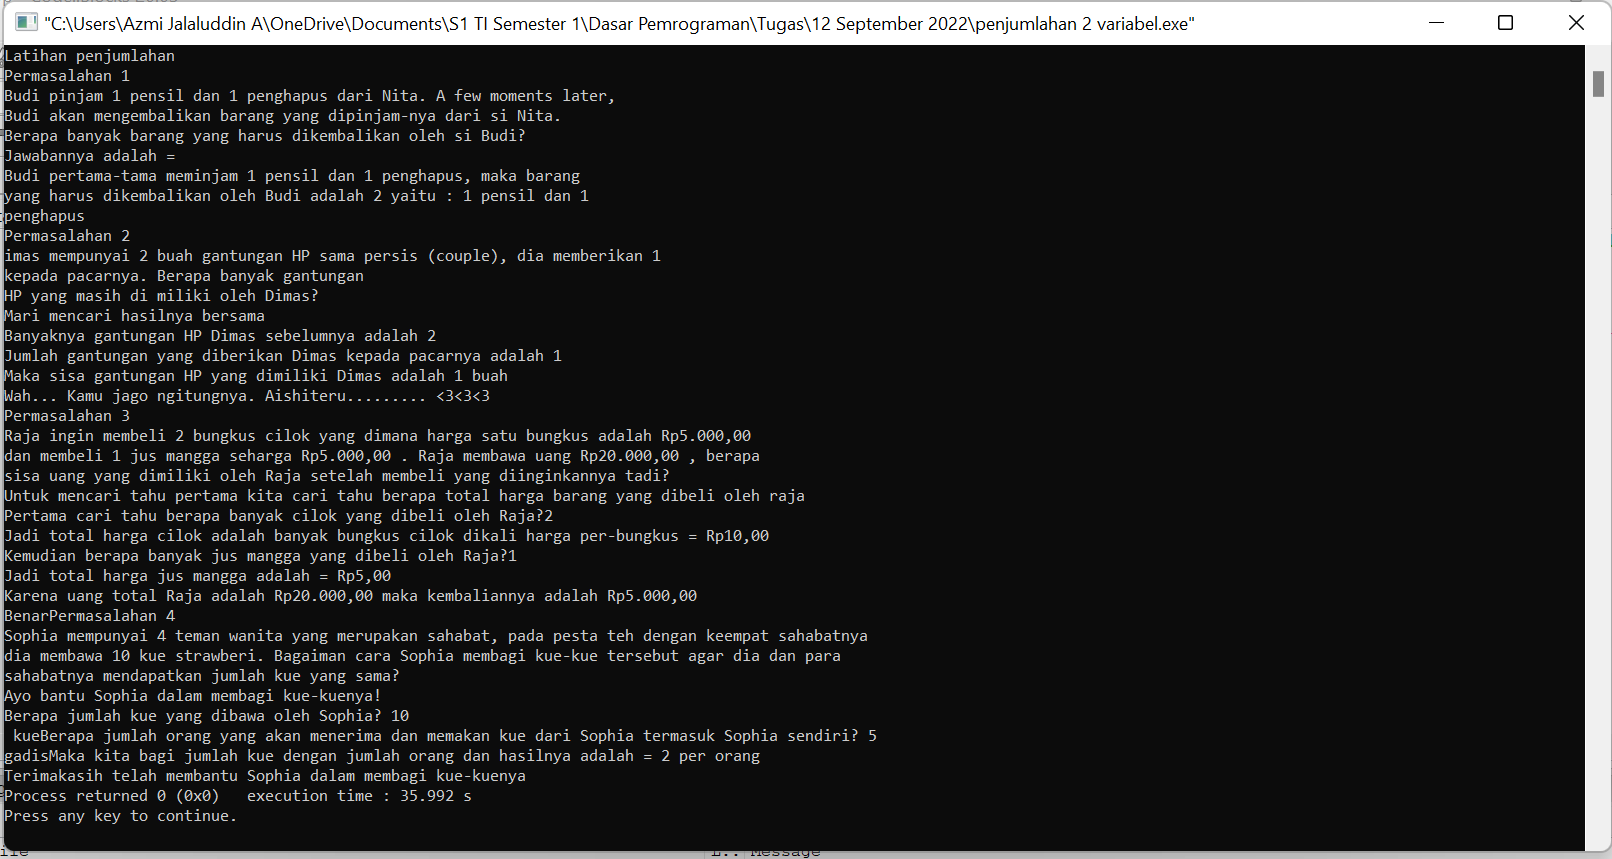 "C:\Users\Azmi Jalaluddin A\OneDrive\Documents\S1 TI Semester 1\Dasar Pemrograman\Tugas\12 September 2022\penjumlahan 2 variabel.exe"
Latihan penjumlahan
Permasalahan 1
Budi pinjam 1 pensil dan 1 penghapus dari Nita. A few moments later,
Budi akan mengembalikan barang yang dipinjam-nya dari si Nita.
Berapa banyak barang yang harus dikembalikan oleh si Budi?
Jawabannya adalah =
Budi pertama-tama meminjam 1 pensil dan 1 penghapus, maka barang
yang harus dikembalikan oleh Budi adalah 2 yaitu : 1 pensil dan 1
penghapus
Permasalahan 2
imas mempunyai 2 buah gantungan HP sama persis (couple), dia memberikan 1
kepada pacarnya. Berapa banyak gantungan
HP yang masih di miliki oleh Dimas?
Mari mencari hasilnya bersama
Banyaknya gantungan HP Dimas sebelumnya adalah 2
Jumlah gantungan yang diberikan Dimas kepada pacarnya adalah 1
Maka sisa gantungan HP yang dimiliki Dimas adalah 1 buah
Wah... Kamu jago ngitungnya. Aishiteru......... <3<3<3
Permasalahan 3
Raja ingin membeli 2 bungkus cilok yang dimana harga satu bungkus adalah Rp5.000,00
dan membeli 1 jus mangga seharga Rp5.000,00 . Raja membawa uang Rp20.000,00 , berapa
sisa uang yang dimiliki oleh Raja setelah membeli yang diinginkannya tadi?
Untuk mencari tahu pertama kita cari tahu berapa total harga barang yang dibeli oleh raja
Pertama cari tahu berapa banyak cilok yang dibeli oleh Raja?2
Jadi total harga cilok adalah banyak bungkus cilok dikali harga per-bungkus = Rp10,00
Kemudian berapa banyak jus mangga yang dibeli oleh Raja?1
Jadi total harga jus mangga adalah = Rp5,00
Karena uang total Raja adalah Rp20.000,00 maka kembaliannya adalah Rp5.000,00
BenarPermasalahan 4
Sophia mempunyai 4 teman wanita yang merupakan sahabat, pada pesta teh dengan keempat sahabatnya
dia membawa 10 kue strawberi. Bagaiman cara Sophia membagi kue-kue tersebut agar dia dan para
sahabatnya mendapatkan jumlah kue yang sama?
Ayo bantu Sophia dalam membagi kue-kuenya!
Berapa jumlah kue yang dibawa oleh Sophia? 10
 kueBerapa jumlah orang yang akan menerima dan memakan kue dari Sophia termasuk Sophia sendiri? 5
gadisMaka kita bagi jumlah kue dengan jumlah orang dan hasilnya adalah = 2 per orang
Terimakasih telah membantu Sophia dalam membagi kue-kuenya
Process returned 0 (0x0)   execution time : 35.992 s
Press any key to continue.